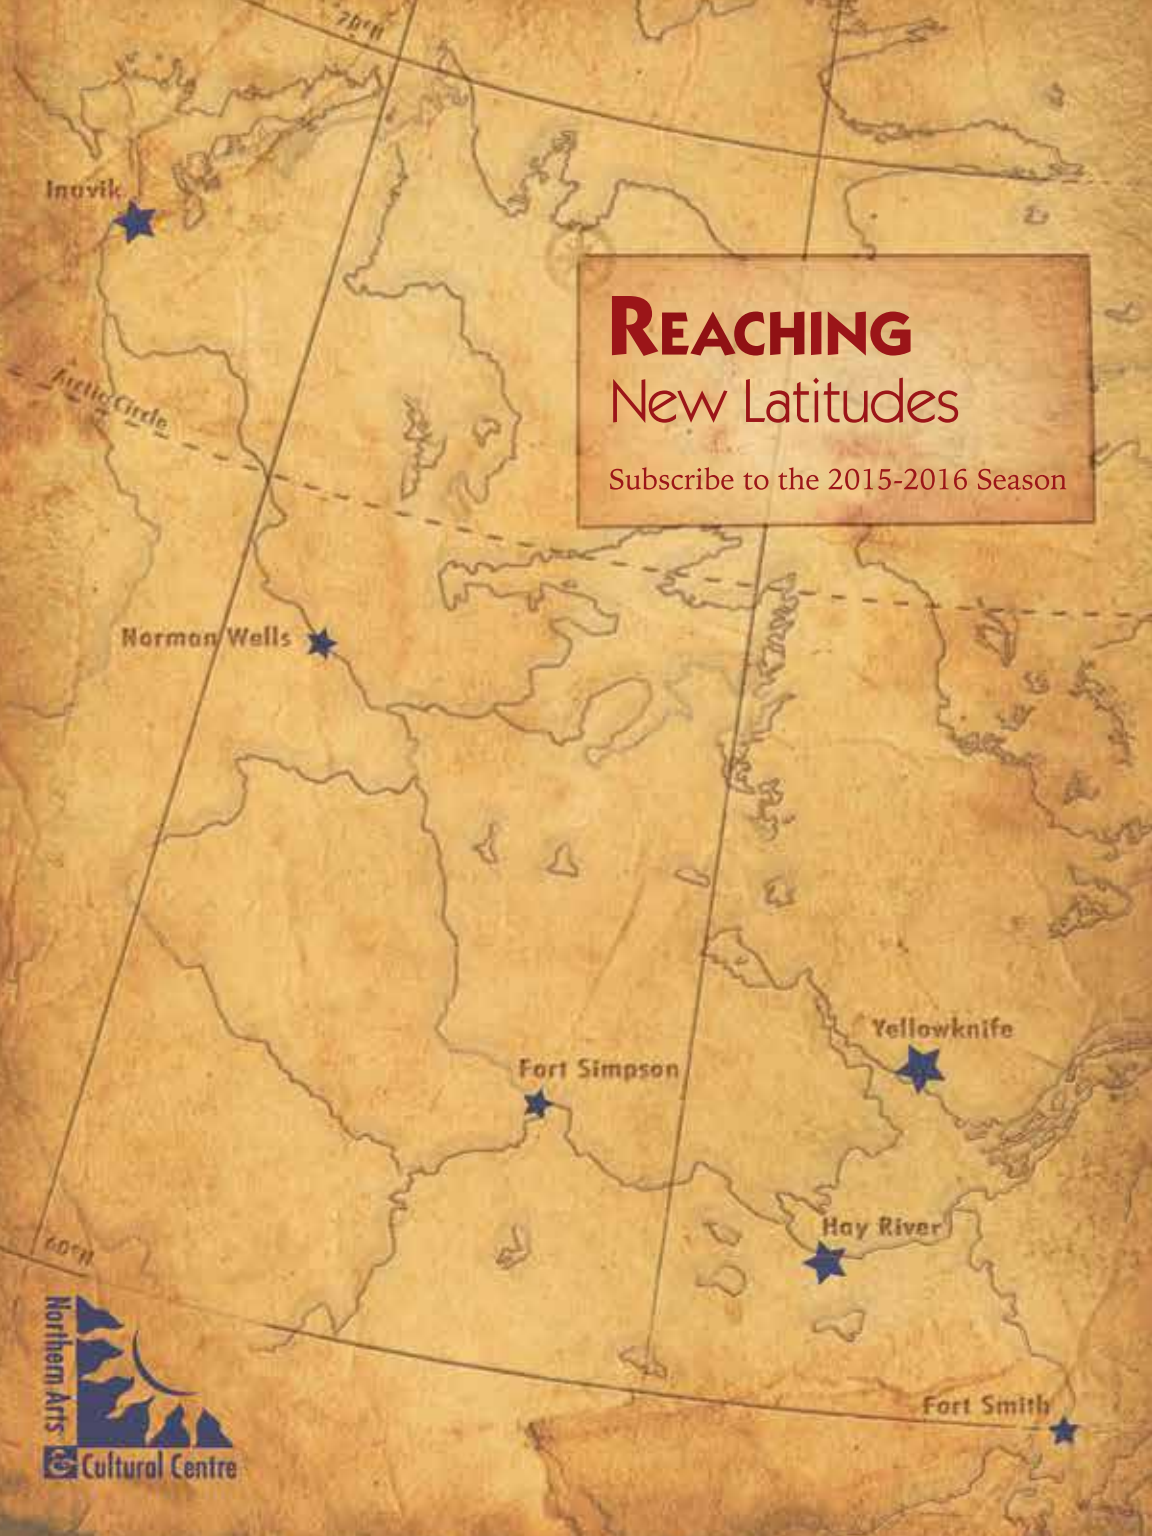 70°N
Inuvik
REACHING
New Latitudes
Subscribe to the 2015-2016 Season
Arctic Circle
Norman Wells
Yellowknife
Fort Simpson
Hay River
60°N
Fort Smith
Northern Arts
& Cultural Centre